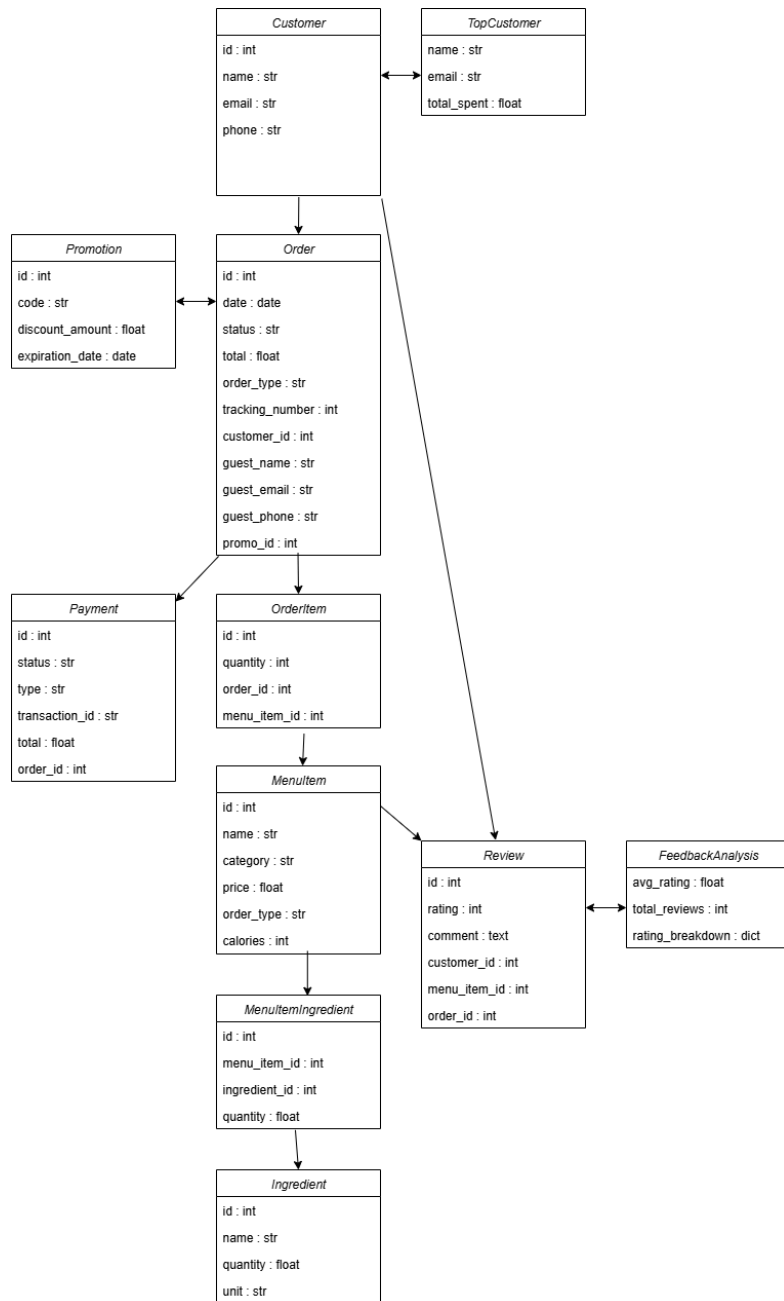 Customer
id : int
name : str
email : str
phone : str
TopCustomer
name : str
email : str
total_spent : float
Promotion
id : int
code : str
discount_amount : float
expiration_date : date
Order
id : int
date : date
status : str
total : float
order_type : str
tracking_number : int
customer_id : int
guest_name : str
guest_email : str
guest_phone : str
promo_id : int
Payment
id : int
status : str
type : str
transaction_id : str
total : float
order_id : int
OrderItem
id : int
quantity : int
order_id : int
menu_item_id : int
MenuItem
id : int
name : str
category : str
price : float
order_type : str
calories : int
Review
id : int
rating : int
comment : text
customer_id : int
menu_item_id : int
order_id : int
FeedbackAnalysis
avg_rating : float
total_reviews : int
rating_breakdown : dict
MenuItemIngredient
id : int
menu_item_id : int
ingredient_id : int
quantity : float
Ingredient
id : int
name : str
quantity : float
unit : str